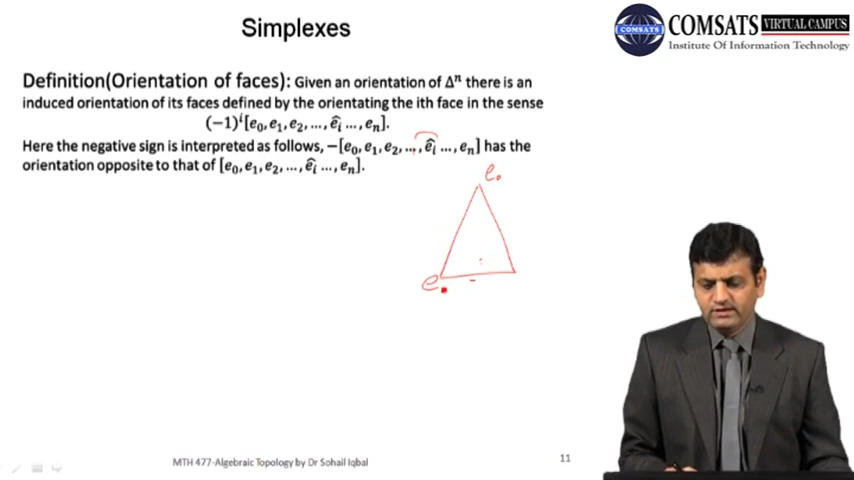 Simplexes
COMSATS
COMSATS VIRTUAL CAMPUS
Institute Of Information Technology
Definition(Orientation of faces): Given an orientation of Δⁿ there is an
induced orientation of its faces defined by the orientating the ith face in the sense
(−1)ⁱ[e₀, e₁, e₂, ..., êᵢ ..., eₙ].
Here the negative sign is interpreted as follows, −[e₀, e₁, e₂, ..., êᵢ ..., eₙ] has the
orientation opposite to that of [e₀, e₁, e₂, ..., êᵢ ..., eₙ].
e₀
e
MTH 477-Algebraic Topology by Dr Sohail Iqbal
11